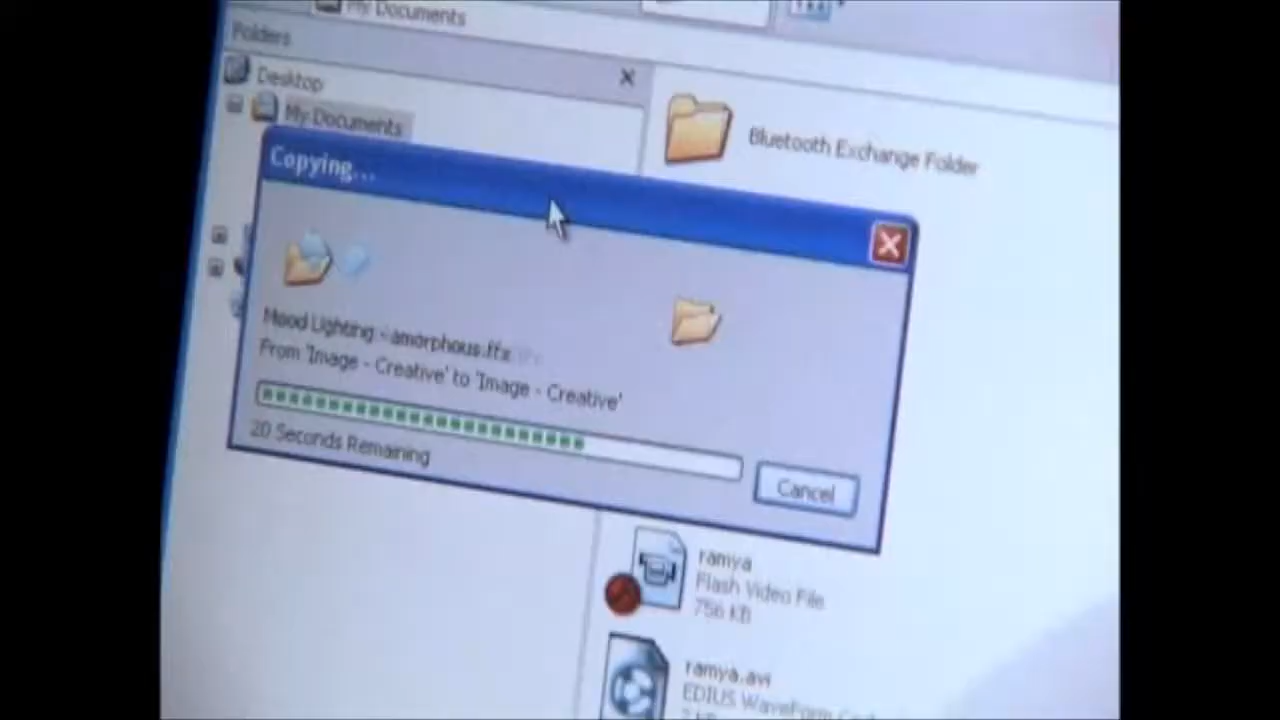 My Documents
Folders
Desktop
My Documents
Bluetooth Exchange Folder
Copying...
Mood Lighting - amorphous.ffx
From 'Image - Creative' to 'Image - Creative'
20 Seconds Remaining
Cancel
ramya
Flash Video File
756 KB
ramya.avi
EDIUS Waveform